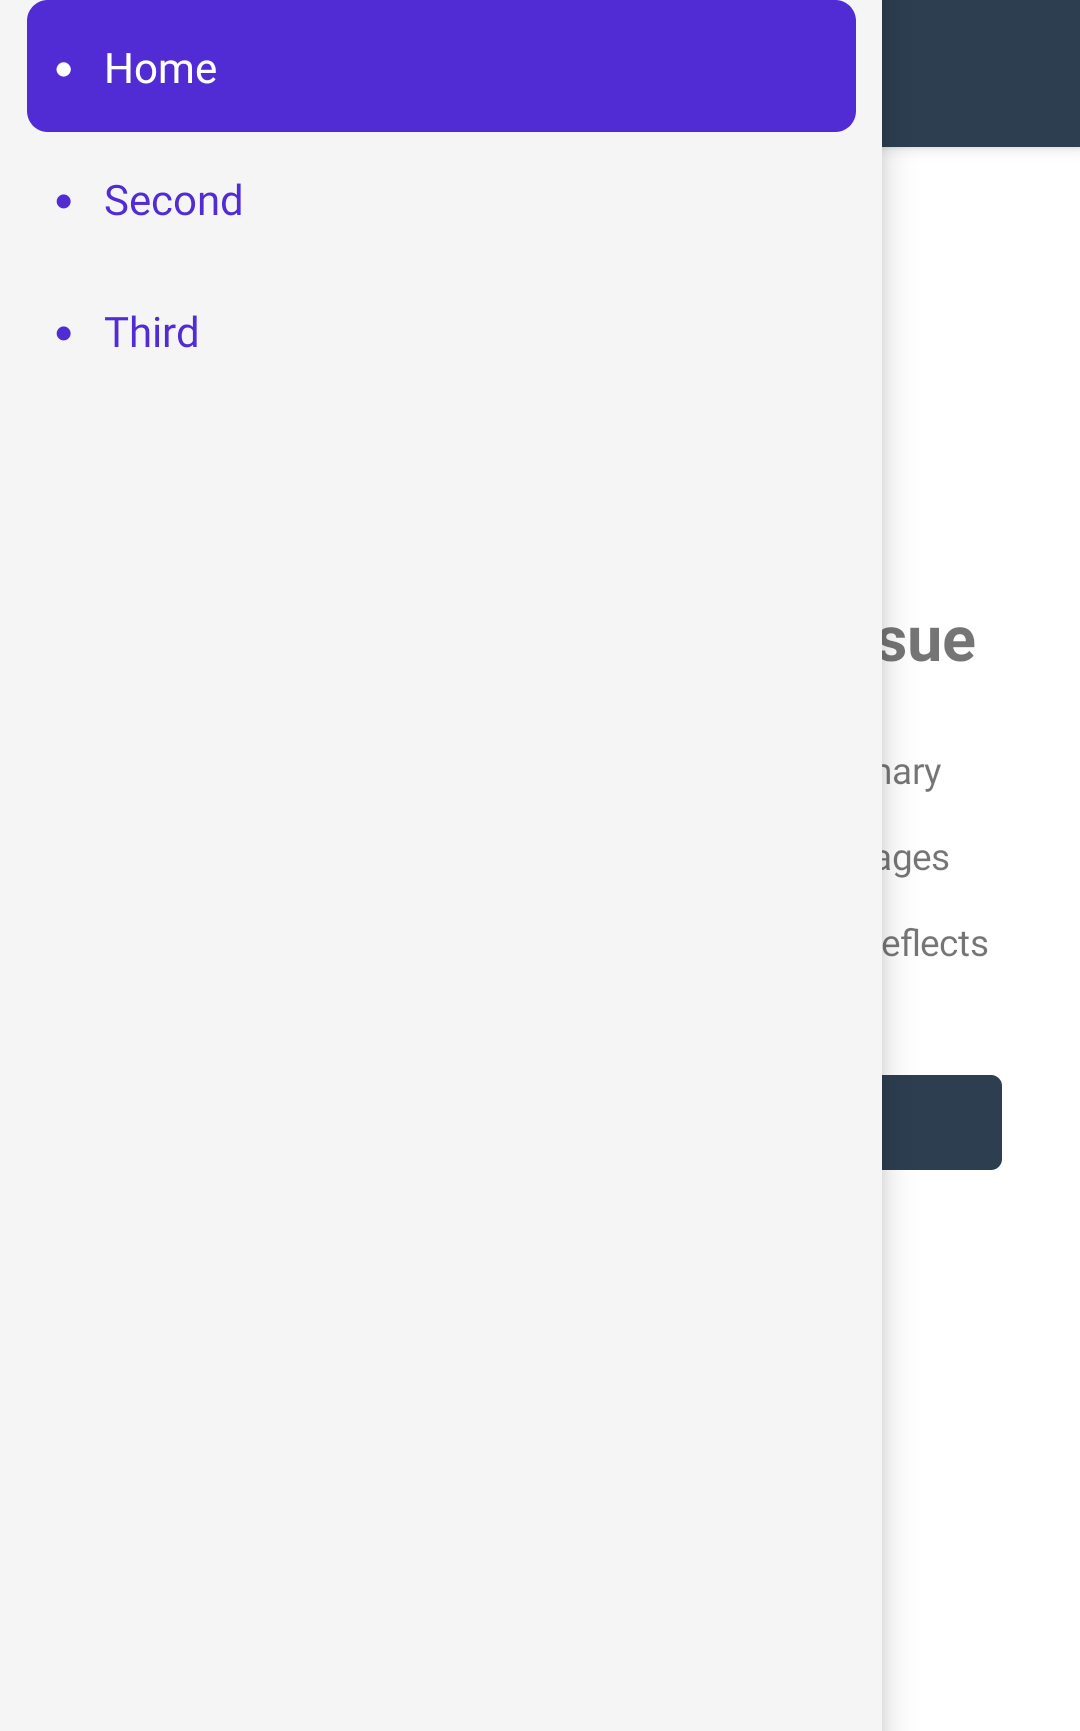 • Home
• Second
• Third
sue
ary
ages
eflects